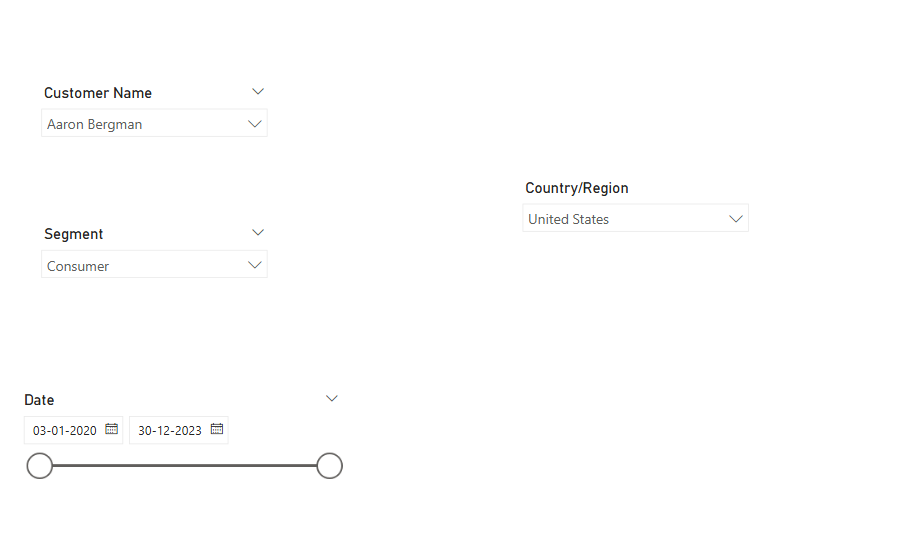 Customer Name
Aaron Bergman
Country/Region
United States
Segment
Consumer
Date
03-01-2020 30-12-2023